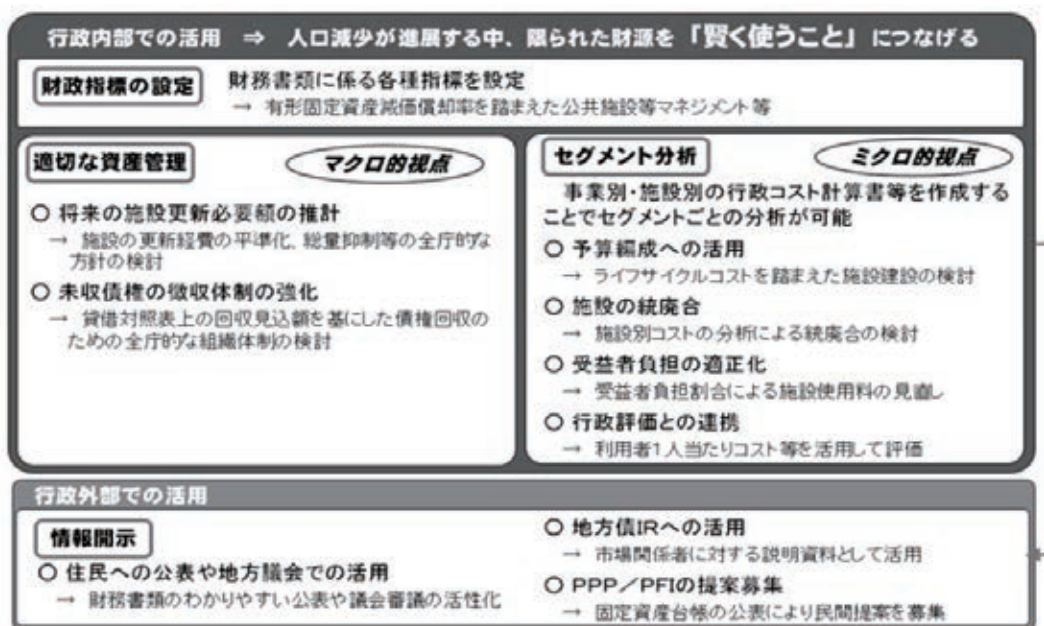 行政内部での活用 ⇒ 人口減少が進展する中、限られた財源を「賢く使うこと」につなげる
財政指標の設定
財務書類に係る各種指標を設定
→ 有形固定資産減価償却率を踏まえた公共施設等マネジメント等
適切な資産管理
マクロ的視点
○ 将来の施設更新必要額の推計
→ 施設の更新経費の平準化、総量抑制等の全庁的な
方針の検討
○ 未収債権の徴収体制の強化
→ 貸借対照表上の回収見込額を基にした債権回収の
ための全庁的な組織体制の検討
セグメント分析
ミクロ的視点
事業別・施設別の行政コスト計算書等を作成する
ことでセグメントごとの分析が可能
○ 予算編成への活用
→ ライフサイクルコストを踏まえた施設建設の検討
○ 施設の統廃合
→ 施設別コストの分析による統廃合の検討
○ 受益者負担の適正化
→ 受益者負担割合による施設使用料の見直し
○ 行政評価との連携
→ 利用者1人当たりコスト等を活用して評価
行政外部での活用
情報開示
○ 住民への公表や地方議会での活用
→ 財務書類のわかりやすい公表や議会審議の活性化
○ 地方債IRへの活用
→ 市場関係者に対する説明資料として活用
○ PPP/PFIの提案募集
→ 固定資産台帳の公表により民間提案を募集